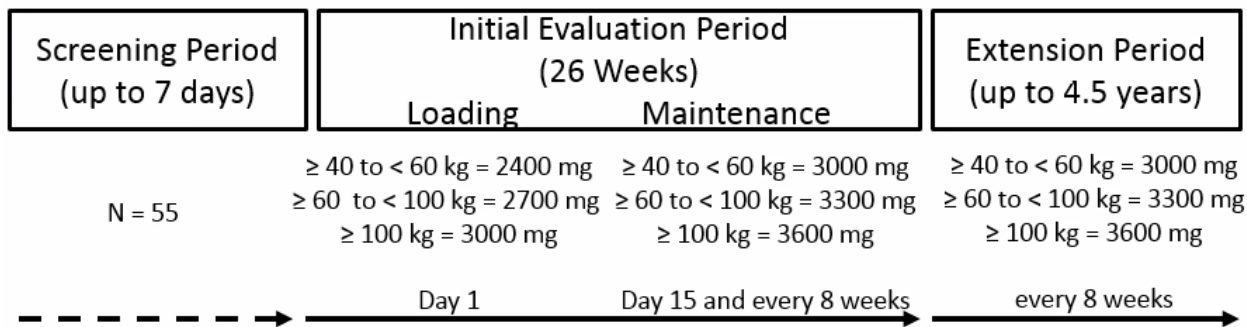 Screening Period
(up to 7 days)
Initial Evaluation Period
(26 Weeks)
Loading Maintenance
Extension Period
(up to 4.5 years)
N = 55
≥ 40 to < 60 kg = 2400 mg
≥ 60 to < 100 kg = 2700 mg
≥ 100 kg = 3000 mg
≥ 40 to < 60 kg = 3000 mg
≥ 60 to < 100 kg = 3300 mg
≥ 100 kg = 3600 mg
≥ 40 to < 60 kg = 3000 mg
≥ 60 to < 100 kg = 3300 mg
≥ 100 kg = 3600 mg
Day 1
Day 15 and every 8 weeks
every 8 weeks